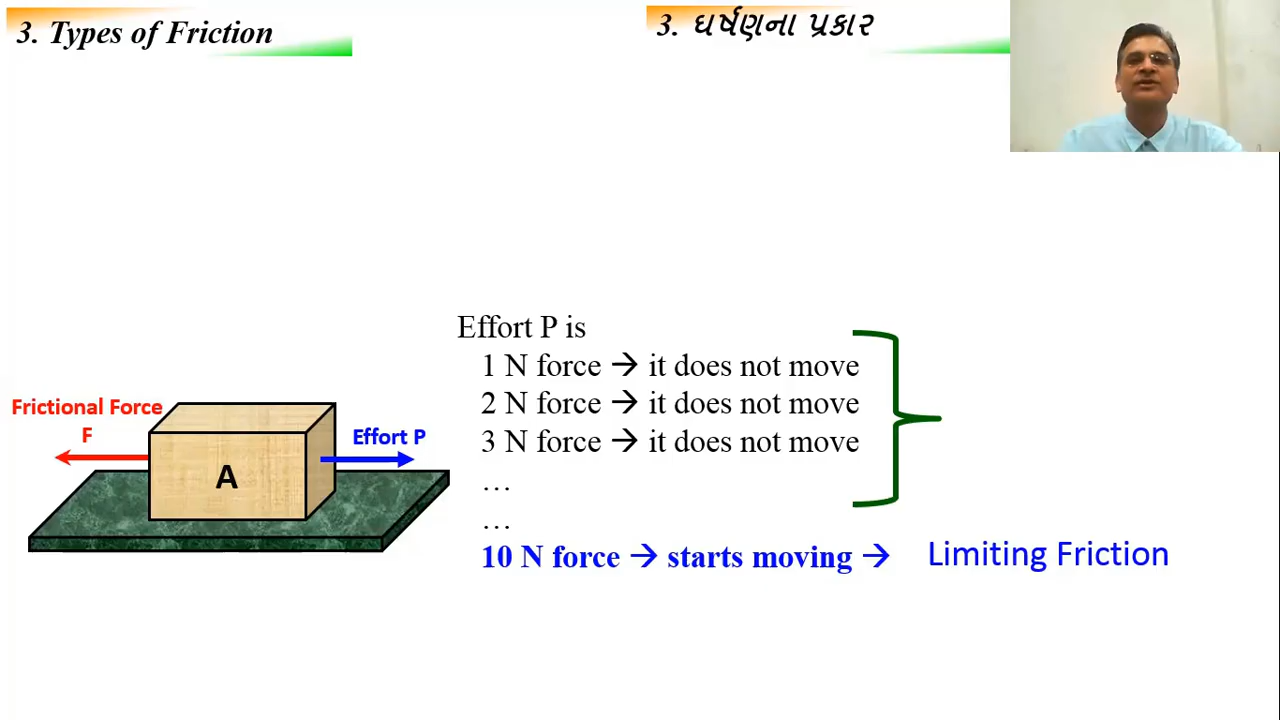 3. Types of Friction
3. ઘર્ષણના પ્રકાર
Effort P is
1 N force → it does not move
2 N force → it does not move
3 N force → it does not move
...
...
10 N force → starts moving → Limiting Friction
Frictional Force
F
Effort P
A